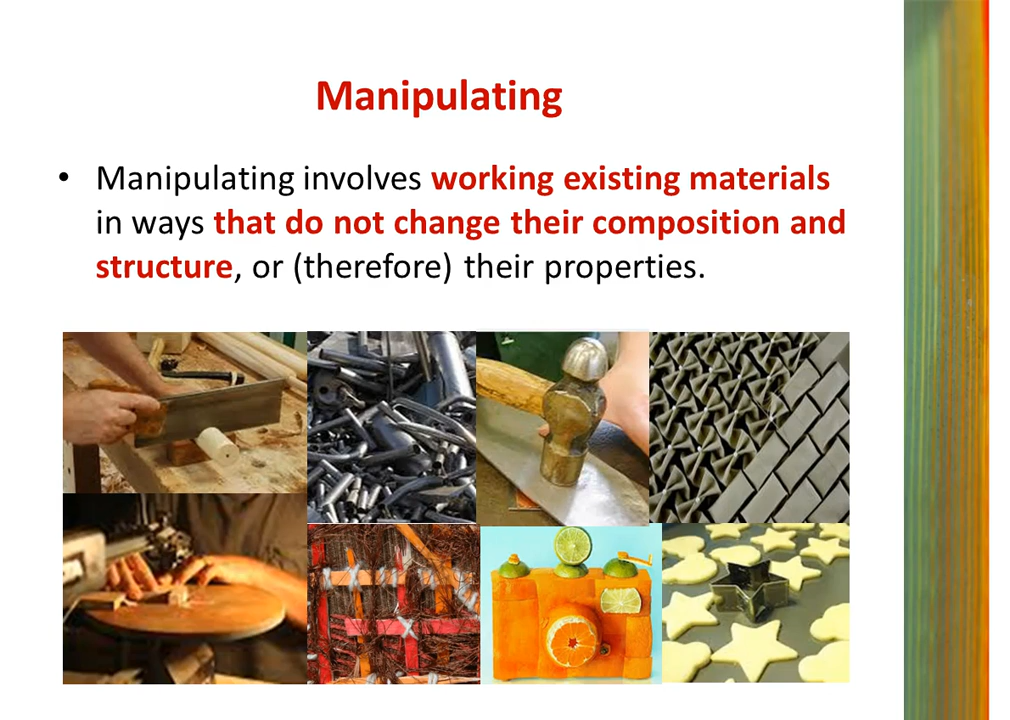 Manipulating
• Manipulating involves working existing materials
in ways that do not change their composition and
structure, or (therefore) their properties.